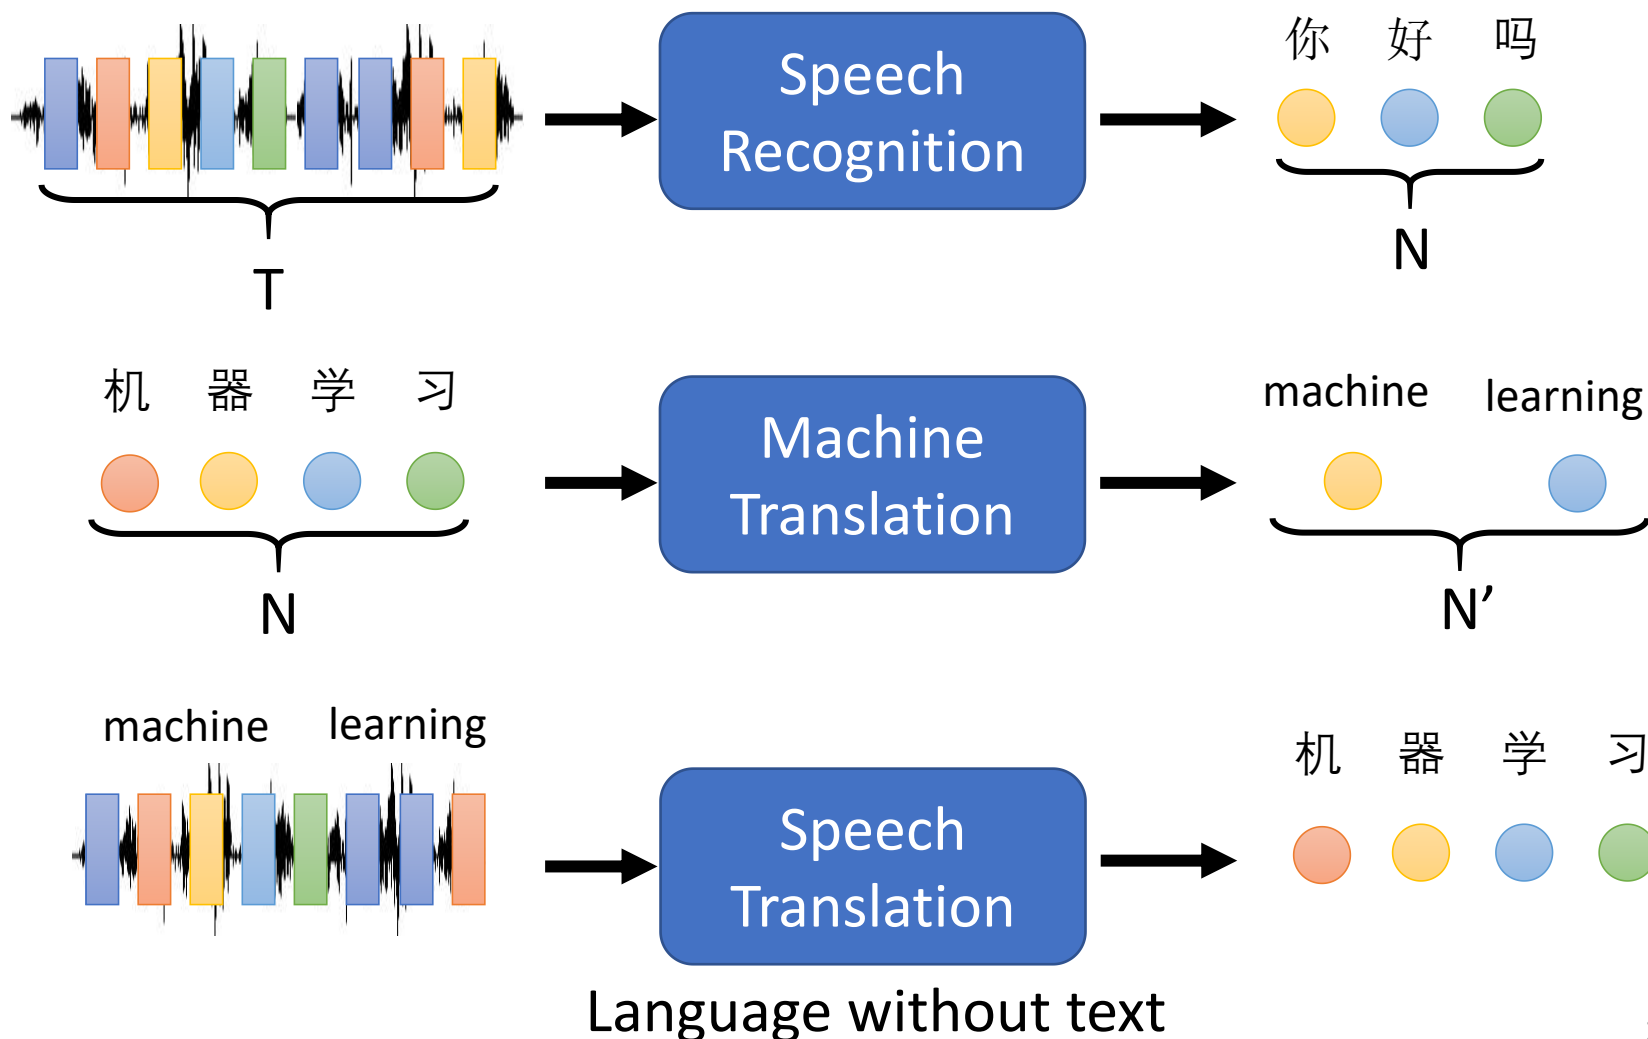 你 好 吗
Speech
Recognition
T
N
机 器 学 习
machine learning
Machine
Translation
N
N’
machine learning
机 器 学 习
Speech
Translation
Language without text